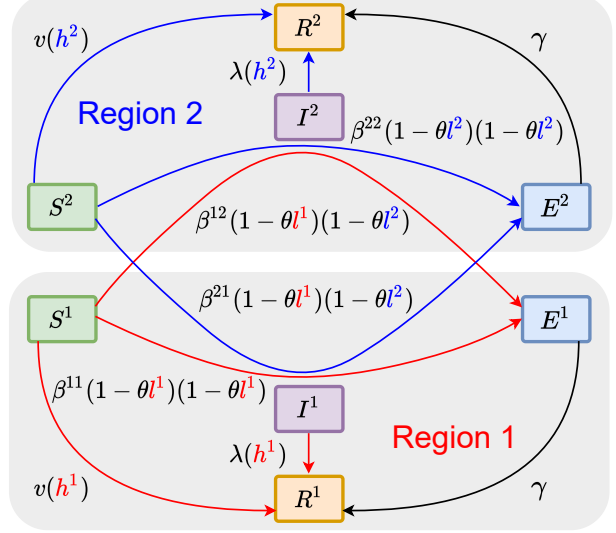 R²
v(h²)
γ
λ(h²)
Region 2
I²
β²²(1 − θl²)(1 − θl²)
S²
E²
β¹²(1 − θl¹)(1 − θl²)
β²¹(1 − θl¹)(1 − θl²)
S¹
E¹
β¹¹(1 − θl¹)(1 − θl¹)
I¹
Region 1
λ(h¹)
v(h¹)
R¹
γ